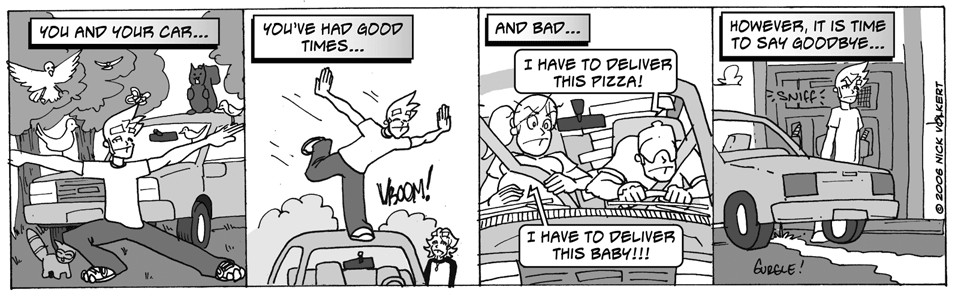 YOU AND YOUR CAR...
YOU'VE HAD GOOD
TIMES...
VROOM!
AND BAD...
I HAVE TO DELIVER
THIS PIZZA!
I HAVE TO DELIVER
THIS BABY!!!
HOWEVER, IT IS TIME
TO SAY GOODBYE...
SNIFF
GURGLE!
© 2006 NICK VOLKERT